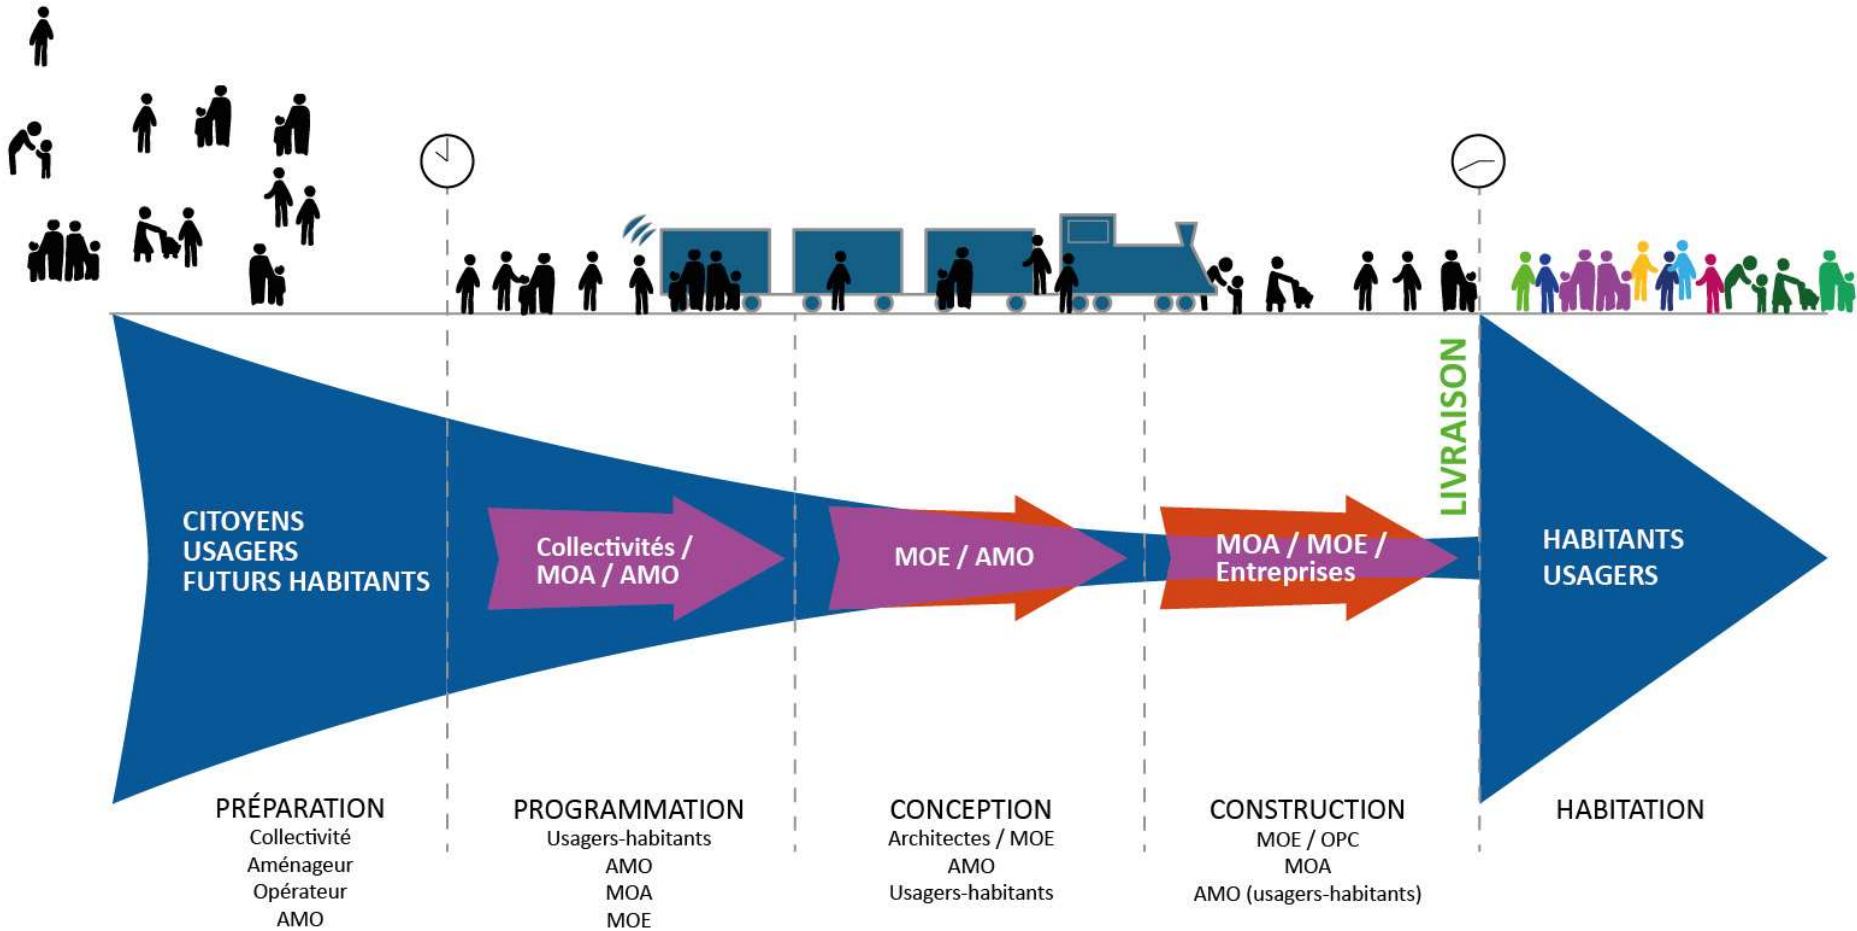 LIVRAISON
CITOYENS
USAGERS
FUTURS HABITANTS
Collectivités /
MOA / AMO
MOE / AMO
MOA / MOE /
Entreprises
HABITANTS
USAGERS
PRÉPARATION
Collectivité
Aménageur
Opérateur
AMO
PROGRAMMATION
Usagers-habitants
AMO
MOA
MOE
CONCEPTION
Architectes / MOE
AMO
Usagers-habitants
CONSTRUCTION
MOE / OPC
MOA
AMO (usagers-habitants)
HABITATION